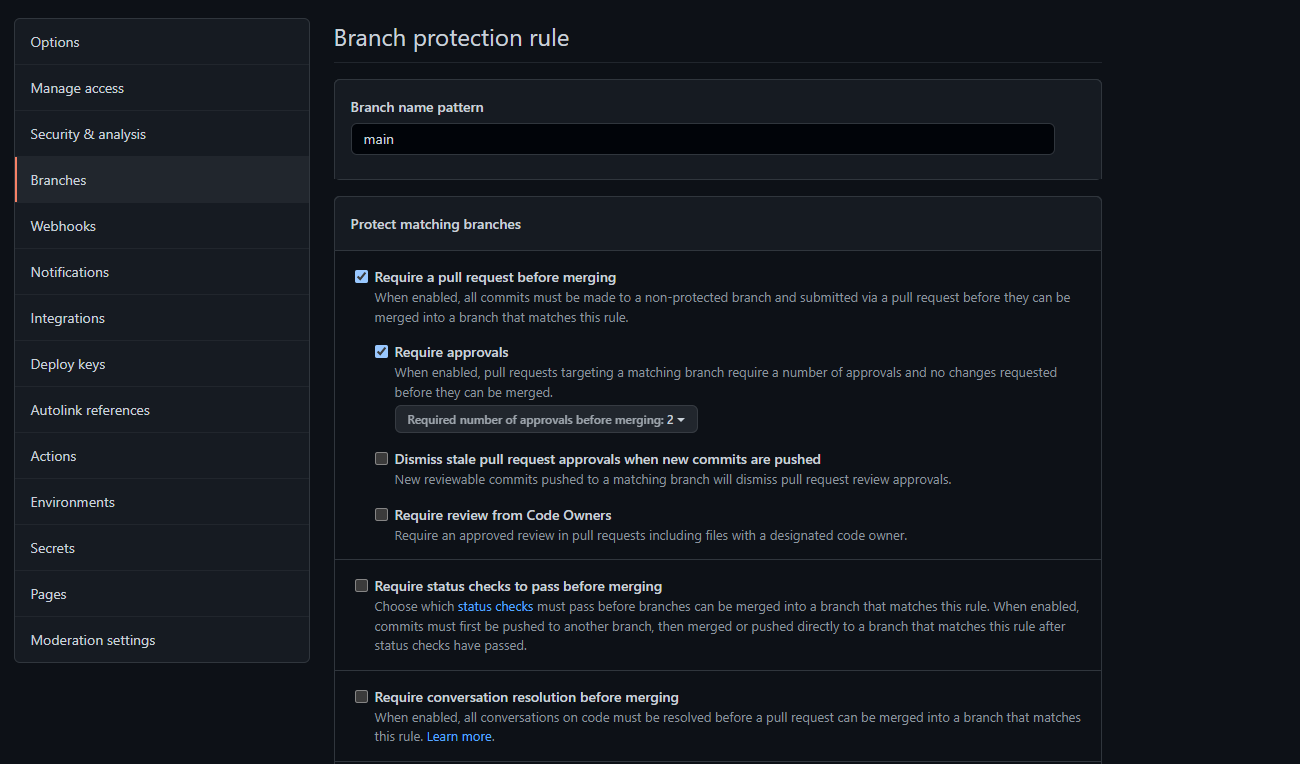 Options
Manage access
Security & analysis
Branches
Webhooks
Notifications
Integrations
Deploy keys
Autolink references
Actions
Environments
Secrets
Pages
Moderation settings
Branch protection rule
Branch name pattern
main
Protect matching branches
Require a pull request before merging
When enabled, all commits must be made to a non-protected branch and submitted via a pull request before they can be
merged into a branch that matches this rule.
Require approvals
When enabled, pull requests targeting a matching branch require a number of approvals and no changes requested
before they can be merged.
Required number of approvals before merging: 2
Dismiss stale pull request approvals when new commits are pushed
New reviewable commits pushed to a matching branch will dismiss pull request review approvals.
Require review from Code Owners
Require an approved review in pull requests including files with a designated code owner.
Require status checks to pass before merging
Choose which status checks must pass before branches can be merged into a branch that matches this rule. When enabled,
commits must first be pushed to another branch, then merged or pushed directly to a branch that matches this rule after
status checks have passed.
Require conversation resolution before merging
When enabled, all conversations on code must be resolved before a pull request can be merged into a branch that matches
this rule. Learn more.